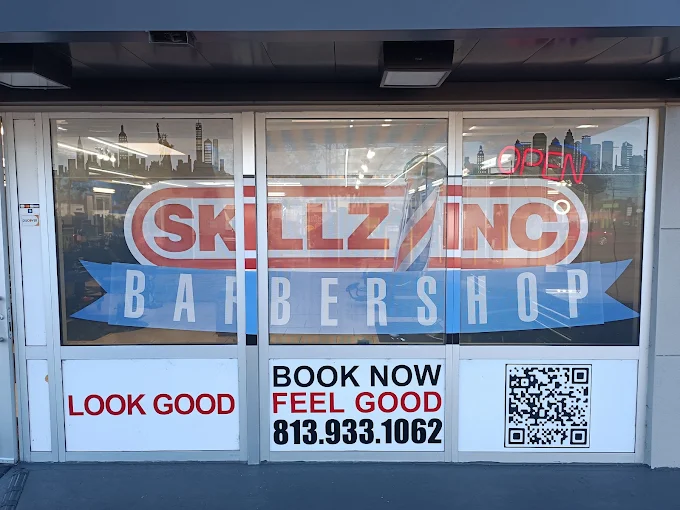 OPEN
SKILLZ INC
BARBERSHOP
LOOK GOOD
BOOK NOW
FEEL GOOD
813.933.1062